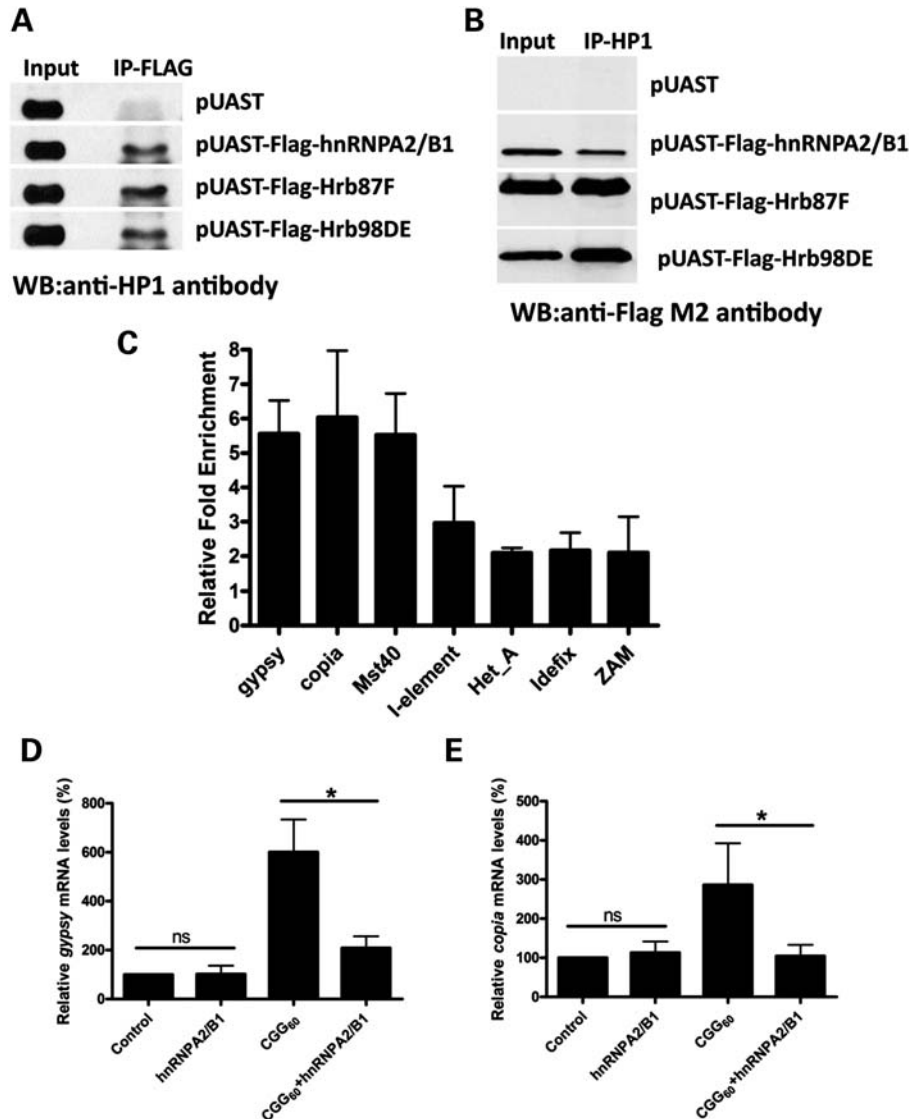 A
Input IP-FLAG
pUAST
pUAST-Flag-hnRNPA2/B1
pUAST-Flag-Hrb87F
pUAST-Flag-Hrb98DE
WB:anti-HP1 antibody
B
Input IP-HP1
pUAST
pUAST-Flag-hnRNPA2/B1
pUAST-Flag-Hrb87F
pUAST-Flag-Hrb98DE
WB:anti-Flag M2 antibody
C
Relative Fold Enrichment
8
7
6
5
4
3
2
1
0
gypsy
copia
Mst40
I-element
Het_A
Idefix
ZAM
D
Relative gypsy mRNA levels (%)
800
600
400
200
0
ns
*
Control
hnRNPA2/B1
CGG₆₀
CGG₆₀+hnRNPA2/B1
E
Relative copia mRNA levels (%)
500
400
300
200
100
0
ns
*
Control
hnRNPA2/B1
CGG₆₀
CGG₆₀+hnRNPA2/B1